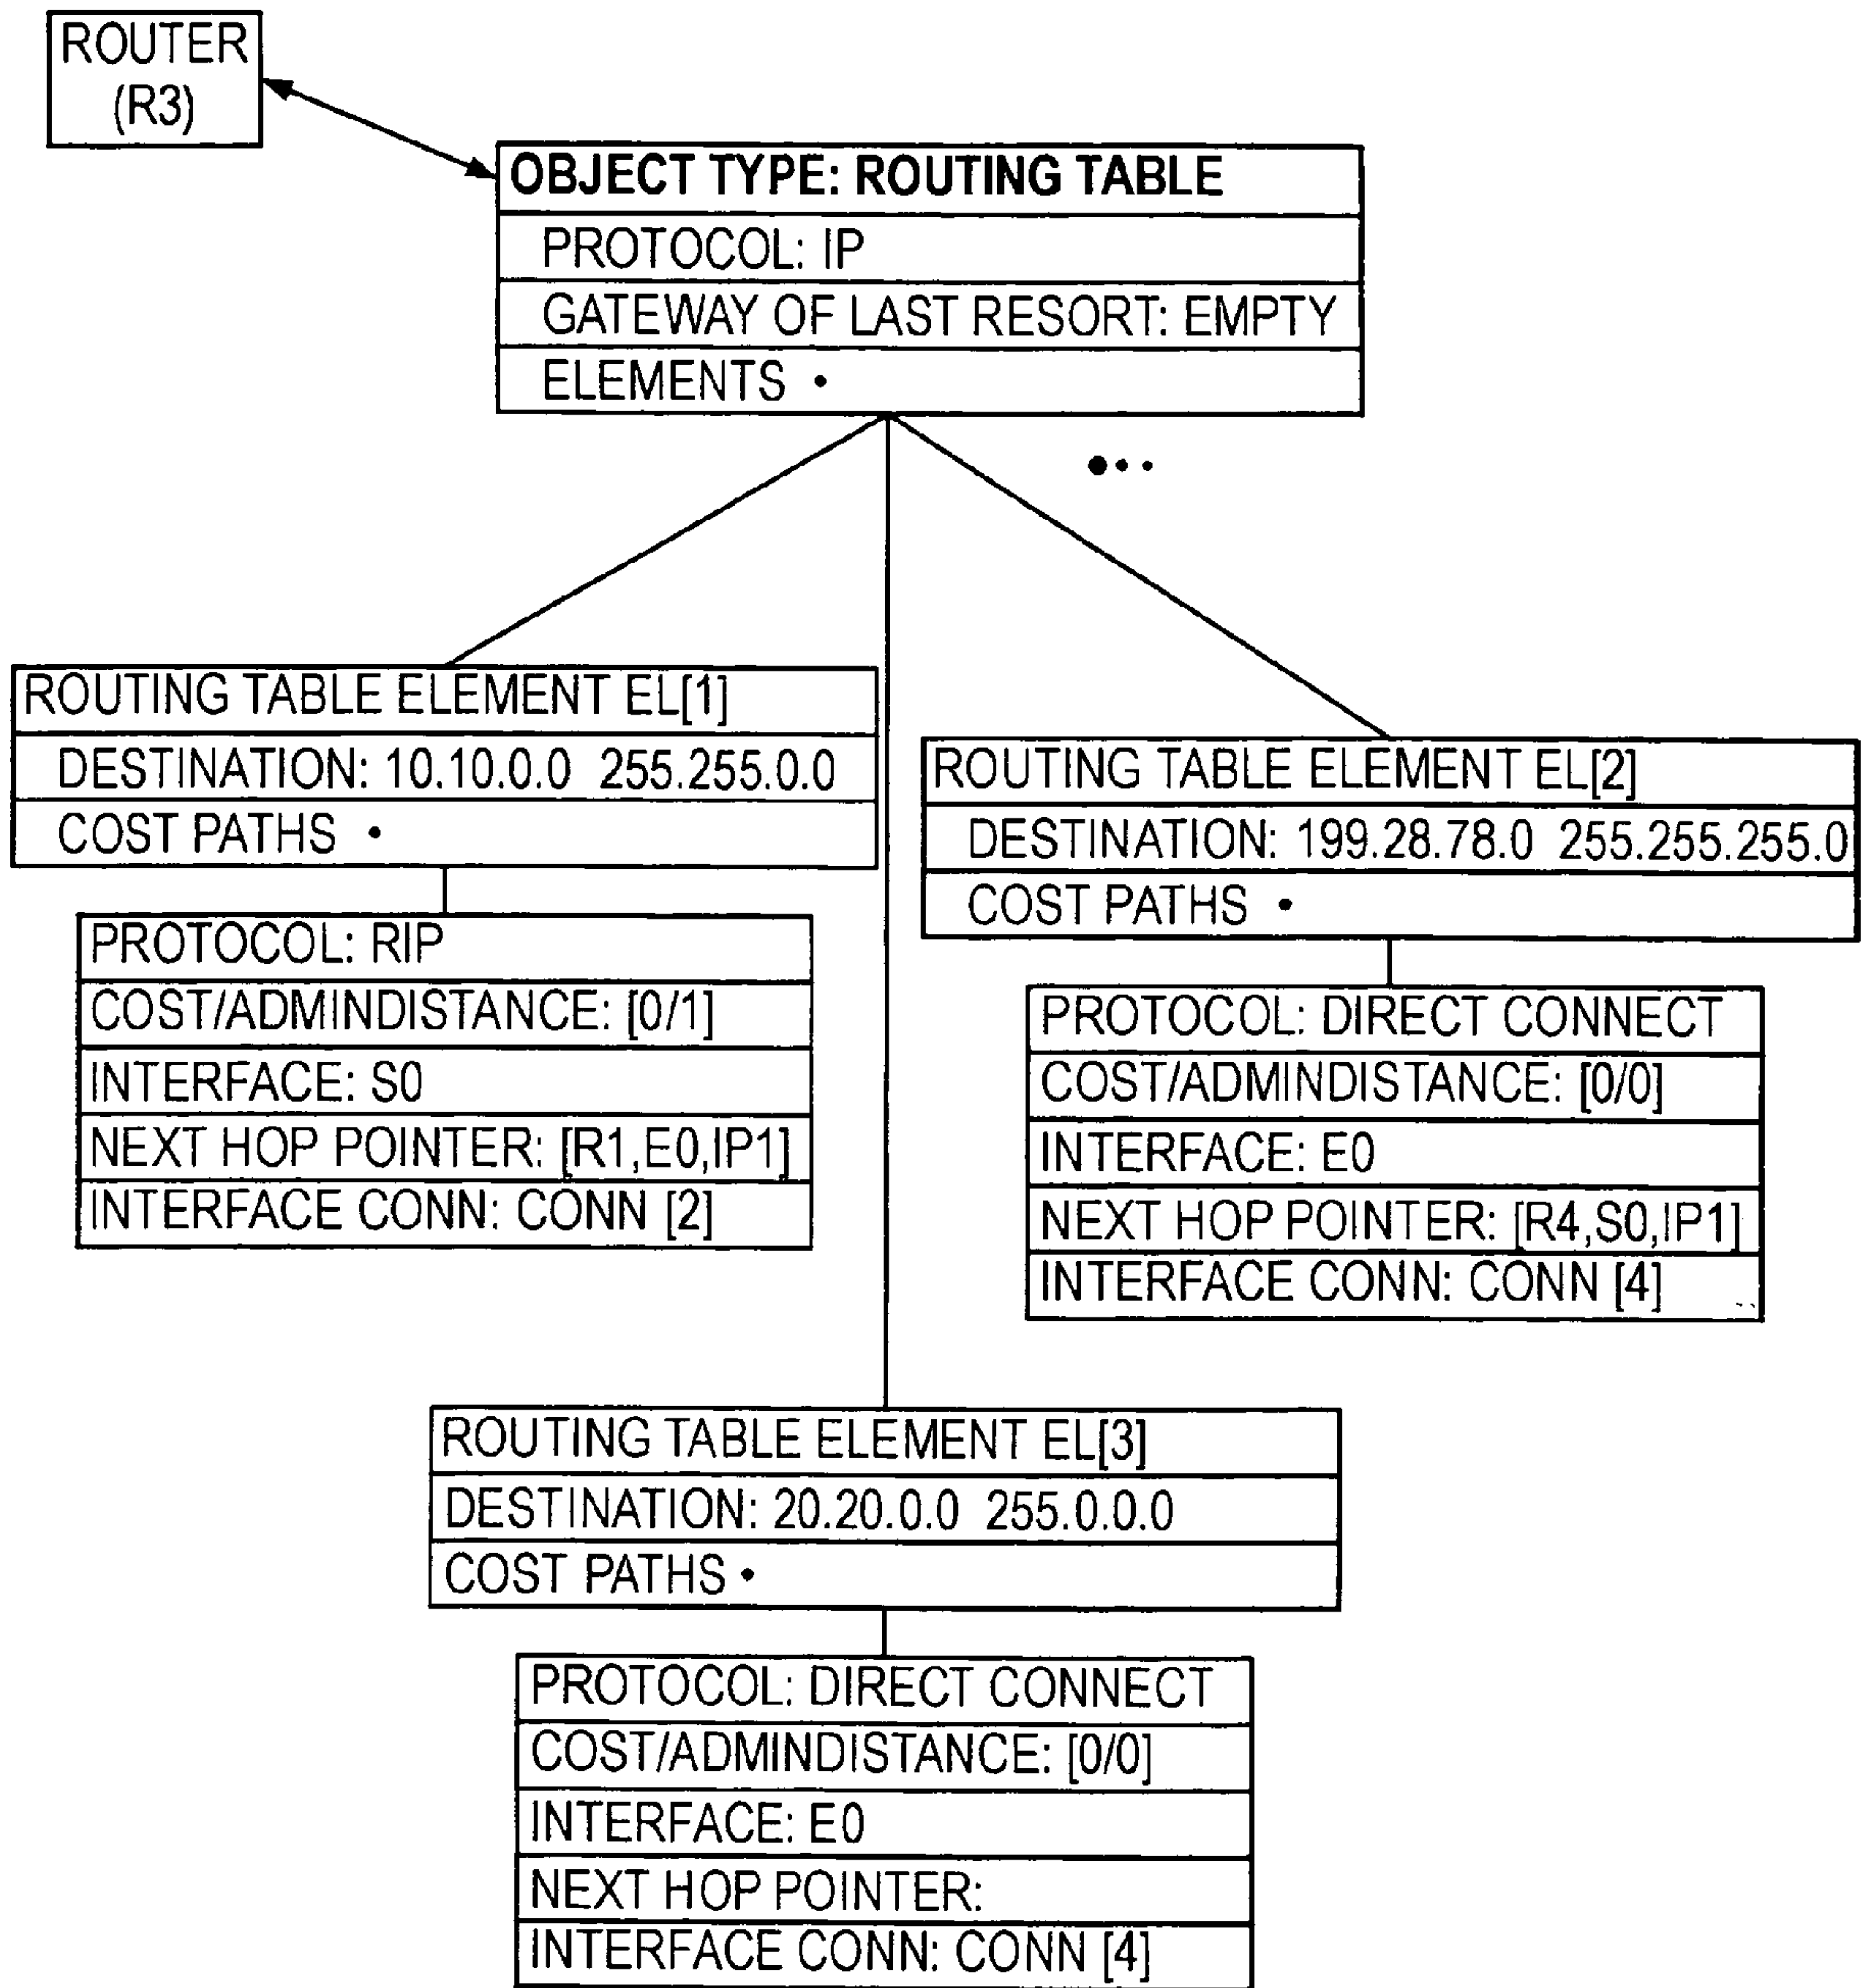 ROUTER
(R3)
OBJECT TYPE: ROUTING TABLE
PROTOCOL: IP
GATEWAY OF LAST RESORT: EMPTY
ELEMENTS •
ROUTING TABLE ELEMENT EL[1]
DESTINATION: 10.10.0.0 255.255.0.0
COST PATHS •
PROTOCOL: RIP
COST/ADMINDISTANCE: [0/1]
INTERFACE: S0
NEXT HOP POINTER: [R1,E0,IP1]
INTERFACE CONN: CONN [2]
ROUTING TABLE ELEMENT EL[2]
DESTINATION: 199.28.78.0 255.255.255.0
COST PATHS •
PROTOCOL: DIRECT CONNECT
COST/ADMINDISTANCE: [0/0]
INTERFACE: E0
NEXT HOP POINTER: [R4,S0,IP1]
INTERFACE CONN: CONN [4]
ROUTING TABLE ELEMENT EL[3]
DESTINATION: 20.20.0.0 255.0.0.0
COST PATHS •
PROTOCOL: DIRECT CONNECT
COST/ADMINDISTANCE: [0/0]
INTERFACE: E0
NEXT HOP POINTER:
INTERFACE CONN: CONN [4]